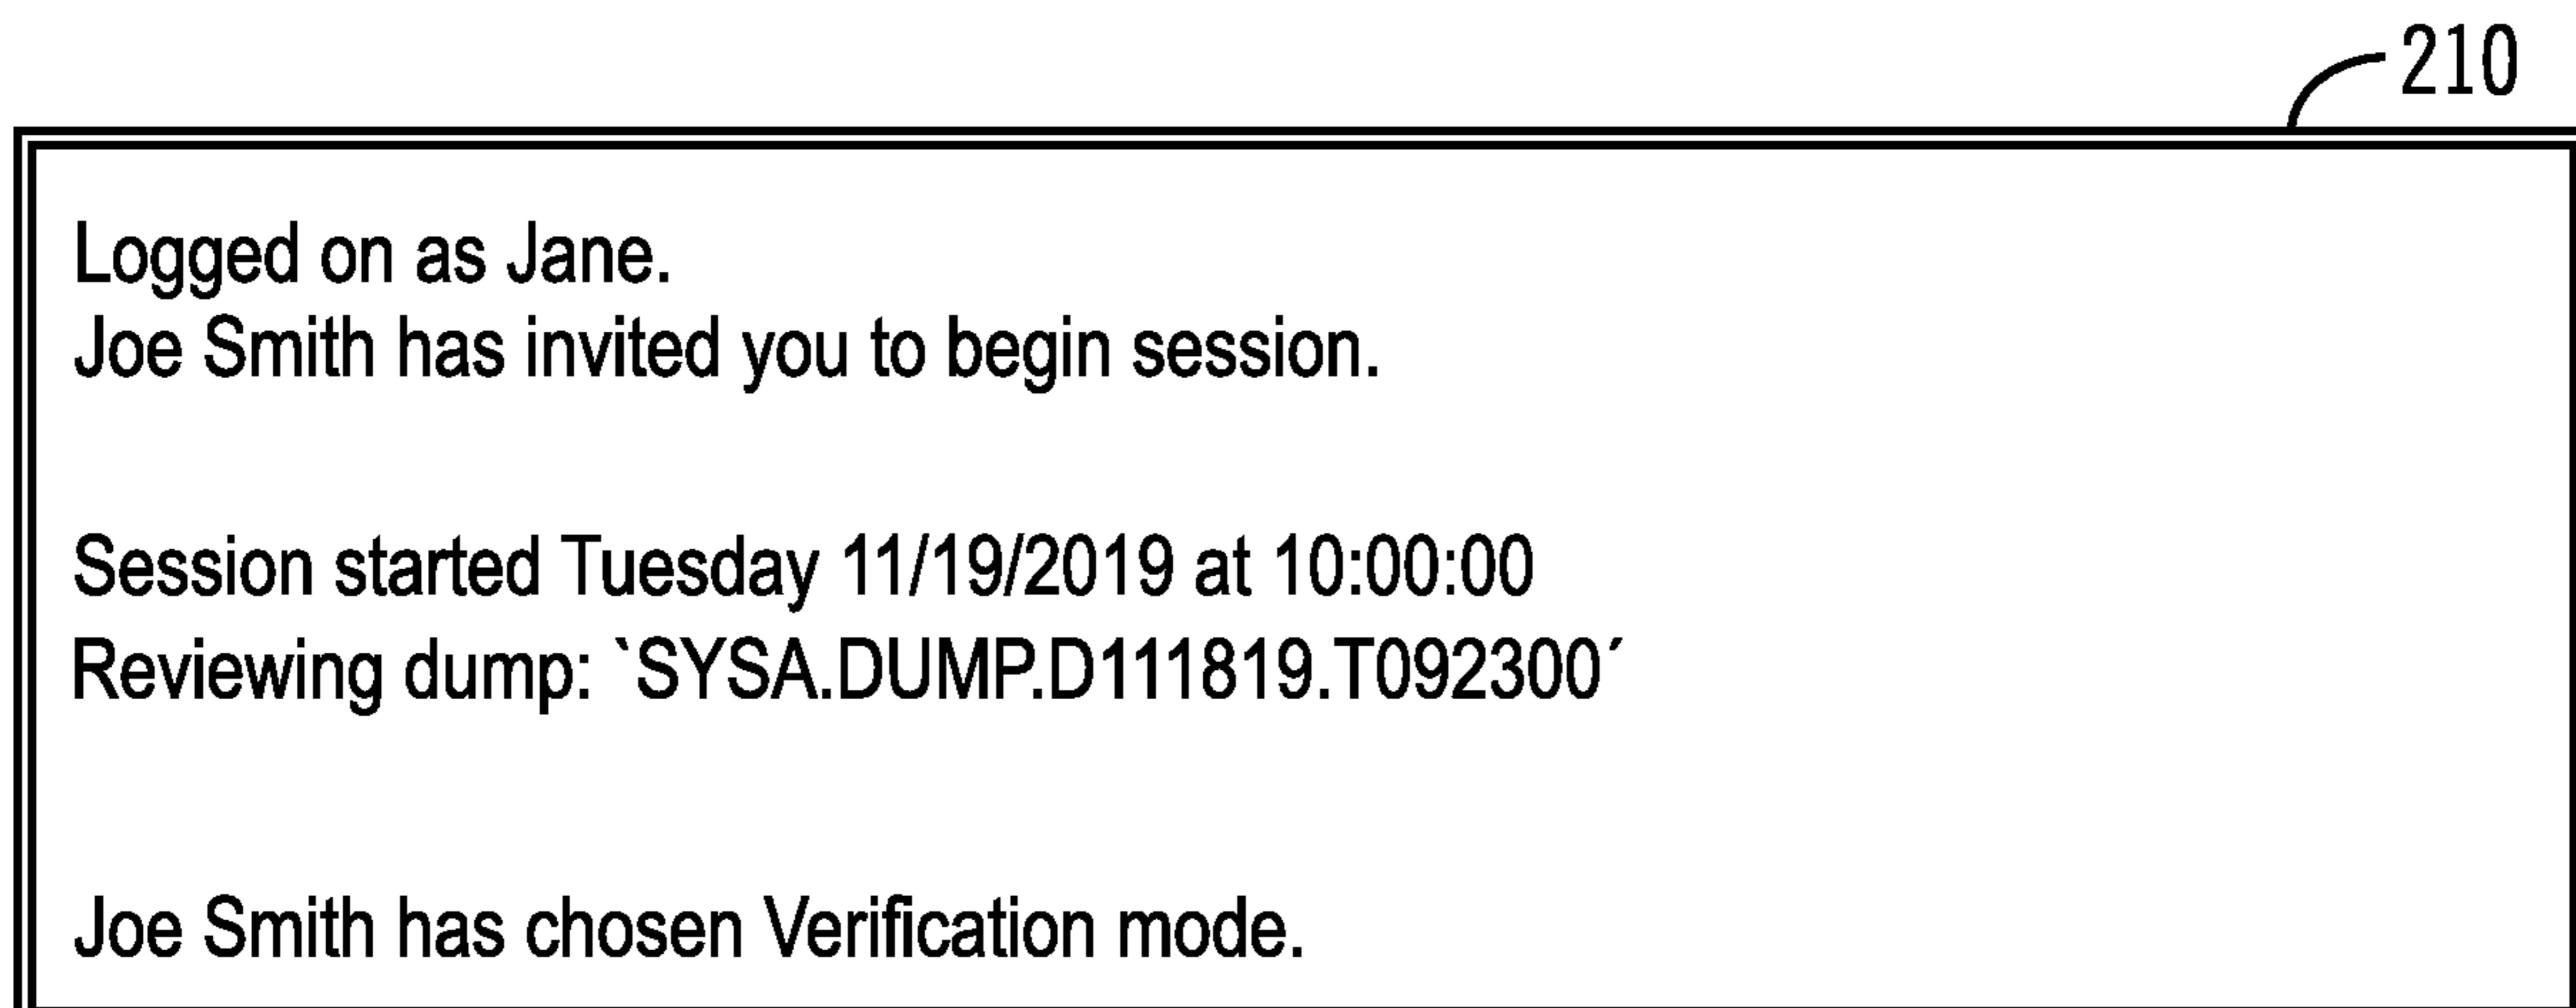 210
Logged on as Jane.
Joe Smith has invited you to begin session.
Session started Tuesday 11/19/2019 at 10:00:00
Reviewing dump: `SYSA.DUMP.D111819.T092300´
Joe Smith has chosen Verification mode.